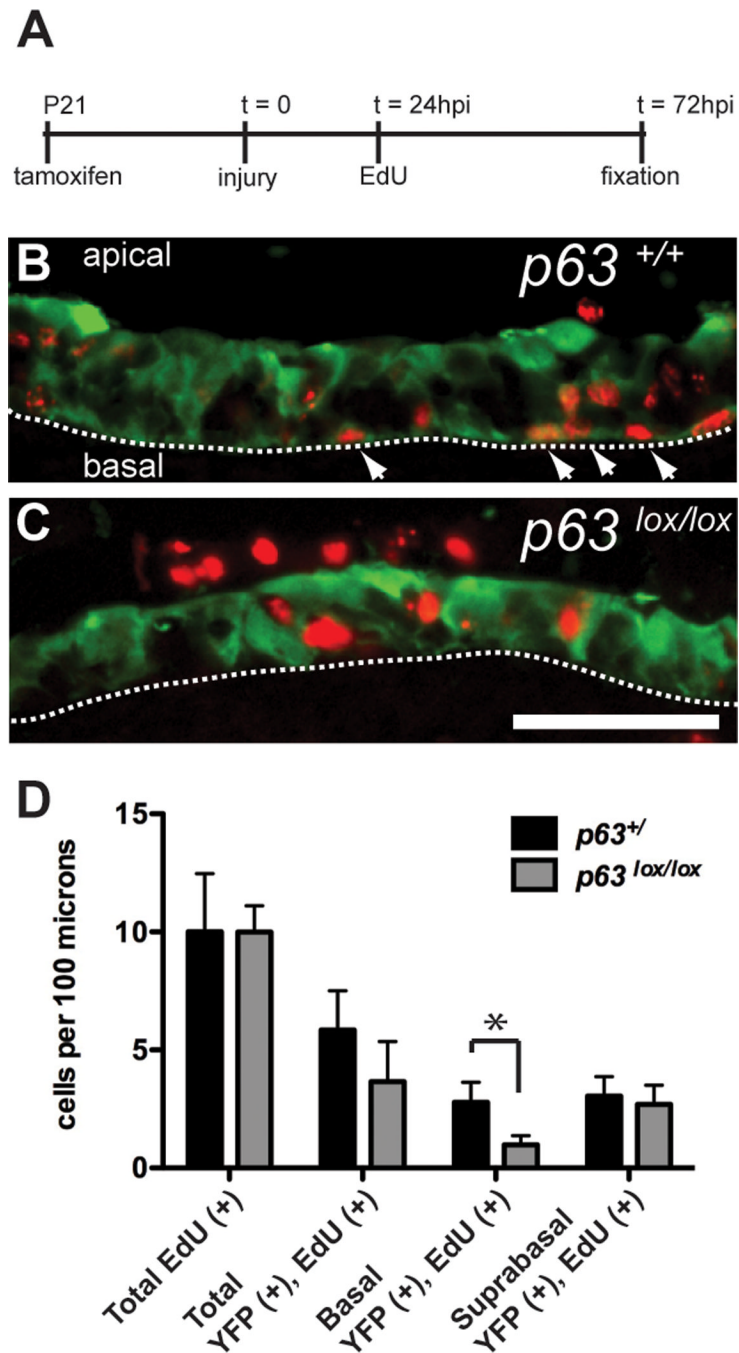 A
P21 t = 0 t = 24hpi t = 72hpi
tamoxifen injury EdU fixation
B apical p63 +/+
basal
C p63 lox/lox
D
15
10
5
0
cells per 100 microns
p63+/
p63 lox/lox
*
Total EdU (+)
Total
YFP (+), EdU (+)
Basal
YFP (+), EdU (+)
Suprabasal
YFP (+), EdU (+)